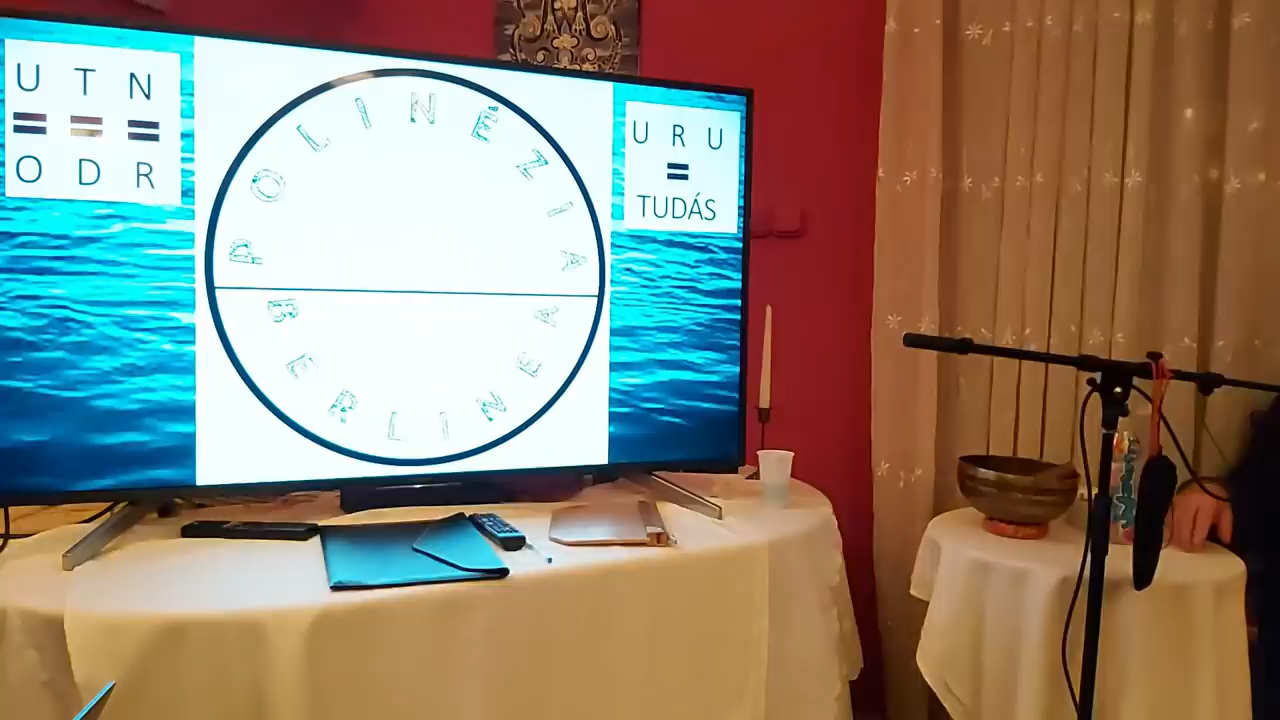 U T N
=
=
=
O D R
POLINÉZIA
BERLINEA
U R U
=
TUDÁS